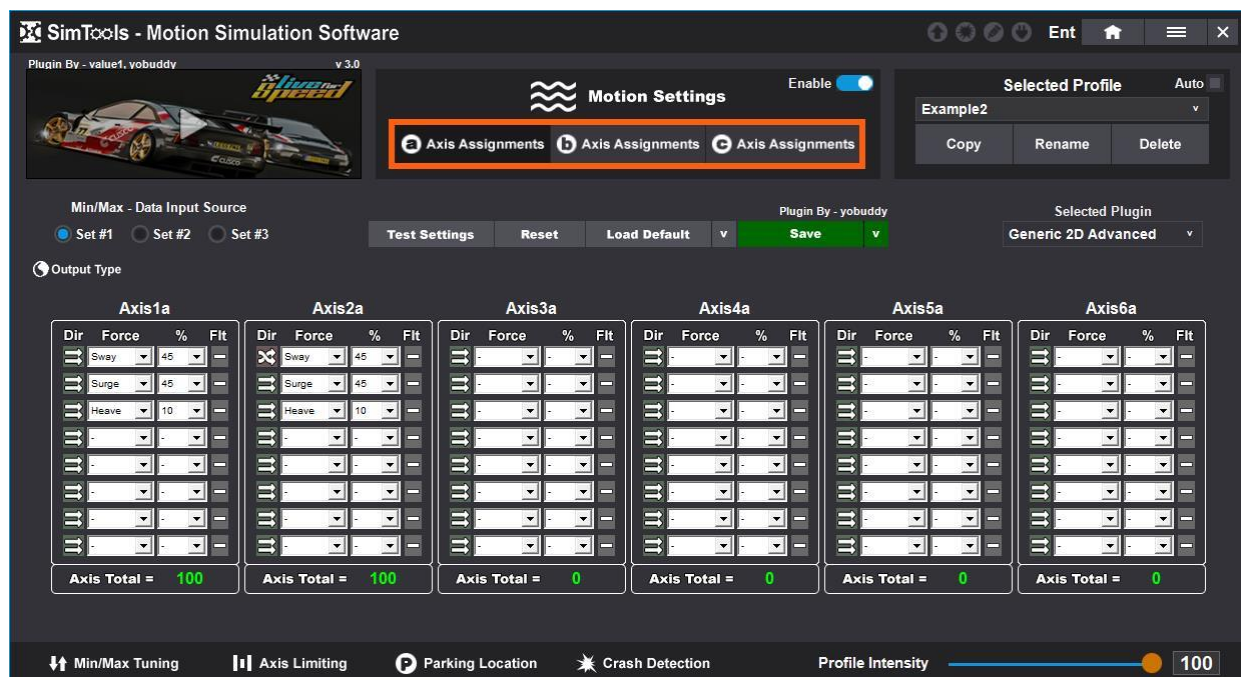 SimTools - Motion Simulation Software
Ent
Plugin By - value1, yobuddy
v 3.0
Live for Speed
CUSCO
CUSCO
Motion Settings
Enable
a Axis Assignments
b Axis Assignments
c Axis Assignments
Selected Profile
Auto
Example2
v
Copy
Rename
Delete
Min/Max - Data Input Source
Set #1
Set #2
Set #3
Plugin By - yobuddy
Test Settings
Reset
Load Default
v
Save
v
Selected Plugin
Generic 2D Advanced
v
Output Type
Axis1a Axis2a Axis3a Axis4a Axis5a Axis6a
Dir Force % Flt Dir Force % Flt Dir Force % Flt Dir Force % Flt Dir Force % Flt Dir Force % Flt
Sway 45 Sway 45 - - - - - - - -
Surge 45 Surge 45 - - - - - - - -
Heave 10 Heave 10 - - - - - - - -
- - - - - - - - - - - -
- - - - - - - - - - - -
- - - - - - - - - - - -
- - - - - - - - - - - -
- - - - - - - - - - - -
Axis Total = 100 Axis Total = 100 Axis Total = 0 Axis Total = 0 Axis Total = 0 Axis Total = 0
Min/Max Tuning
Axis Limiting
P Parking Location
Crash Detection
Profile Intensity
100